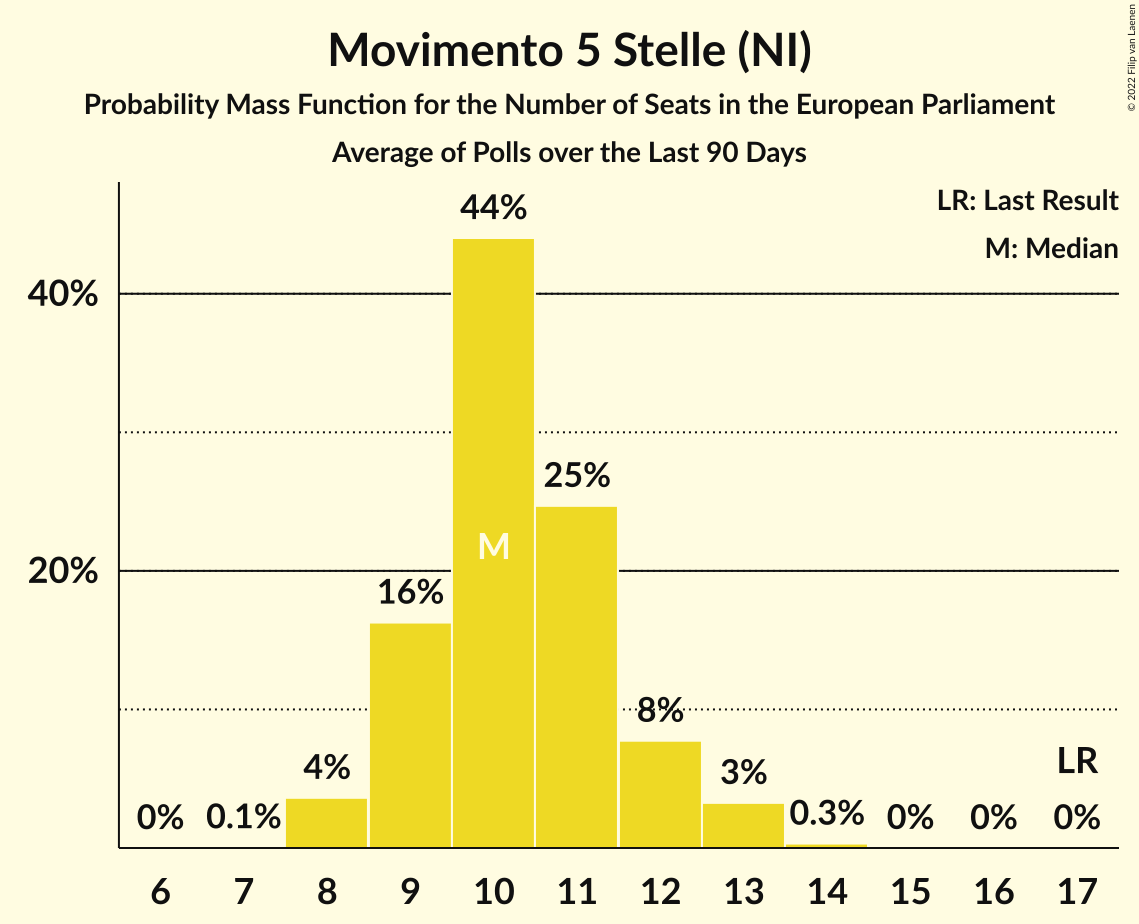 Movimento 5 Stelle (NI)
Probability Mass Function for the Number of Seats in the European Parliament
Average of Polls over the Last 90 Days
© 2022 Filip van Laenen
LR: Last Result
M: Median
44%
40%
25%
M
20%
16%
8%
4%
3%
LR
0%
0.1%
0.3%
0%
0%
0%
6 7 8 9 10 11 12 13 14 15 16 17